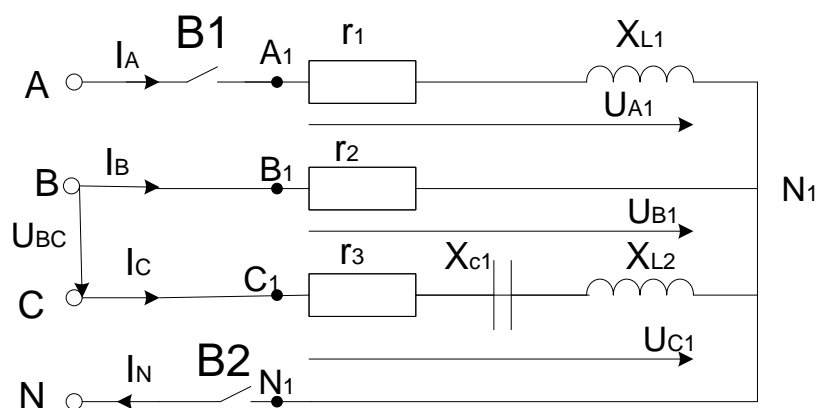 A IA B1 A1 r1 XL1
UA1
B IB B1 r2 N1
UBC UB1
C IC C1 r3 Xc1 XL2
UC1
N IN B2 N1